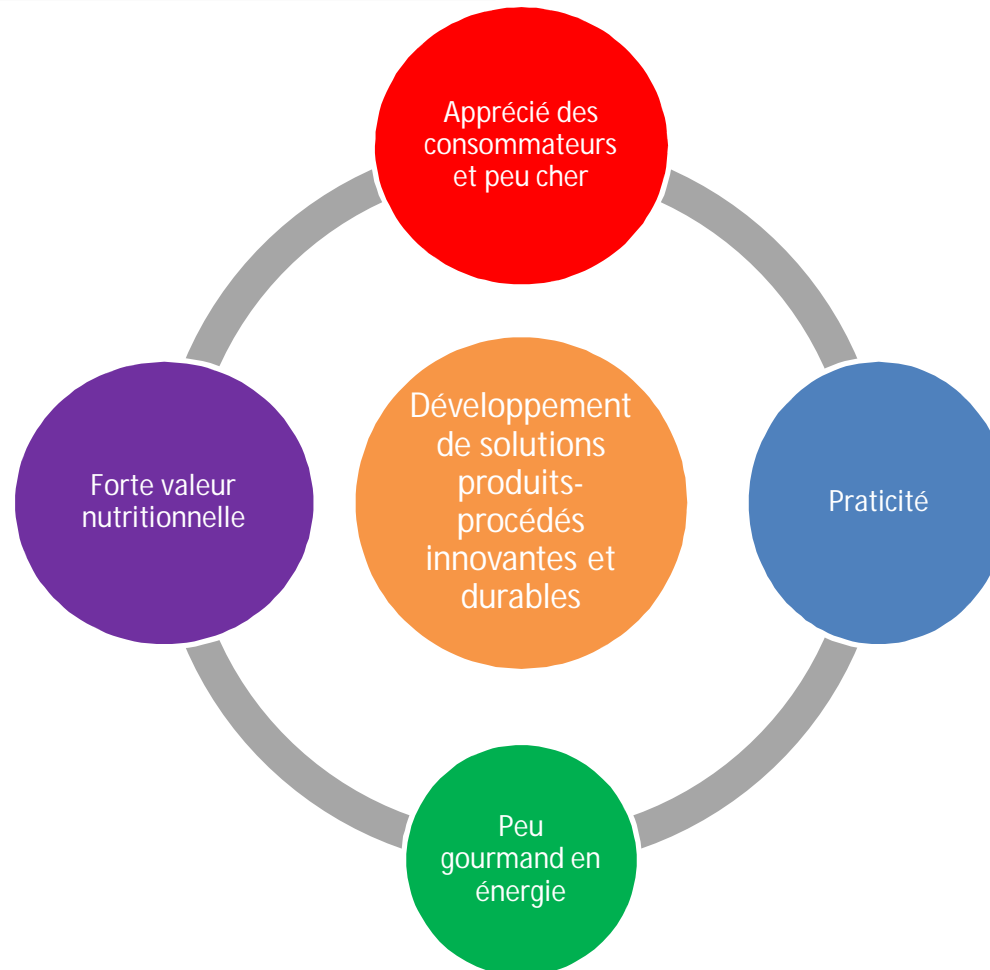 Apprécié des
consommateurs
et peu cher
Développement
de solutions
produits-
procédés
innovantes et
durables
Forte valeur
nutritionnelle
Praticité
Peu
gourmand en
énergie